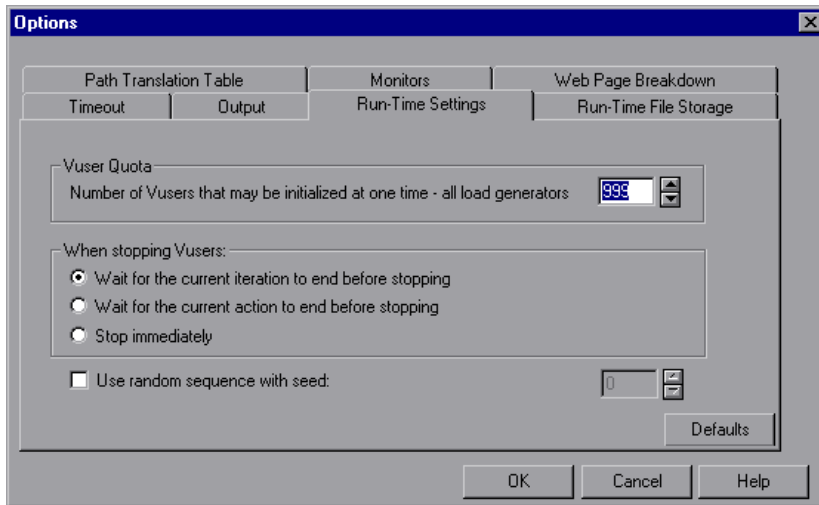 Options
Path Translation Table
Monitors
Web Page Breakdown
Timeout
Output
Run-Time Settings
Run-Time File Storage
Vuser Quota
Number of Vusers that may be initialized at one time - all load generators
999
When stopping Vusers:
Wait for the current iteration to end before stopping
Wait for the current action to end before stopping
Stop immediately
Use random sequence with seed:
0
Defaults
OK
Cancel
Help